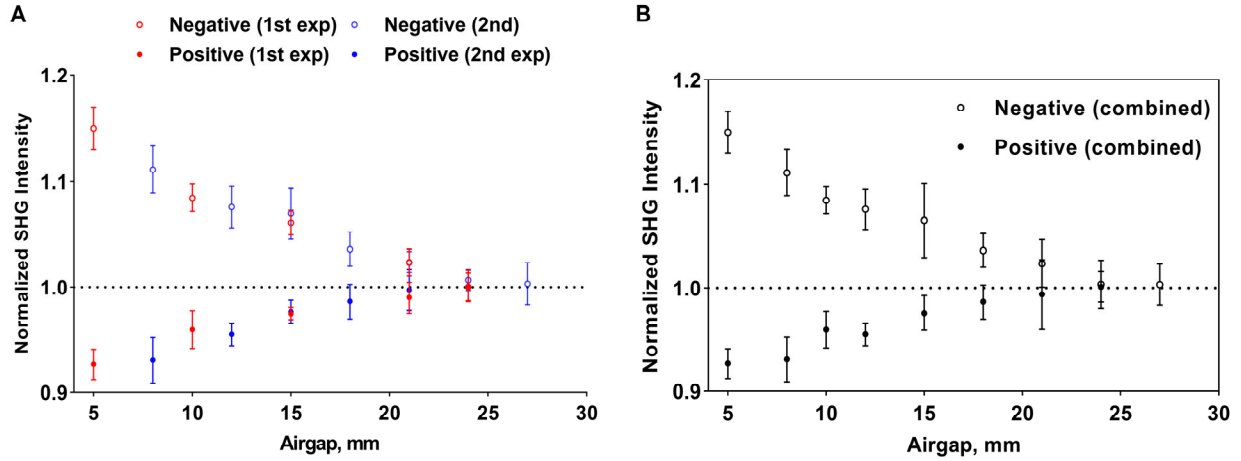 A
Negative (1st exp)
Negative (2nd)
Positive (1st exp)
Positive (2nd exp)
Normalized SHG Intensity
1.2
1.1
1.0
0.9
5 10 15 20 25 30
Airgap, mm
B
Negative (combined)
Positive (combined)
Normalized SHG Intensity
1.2
1.1
1.0
0.9
5 10 15 20 25 30
Airgap, mm